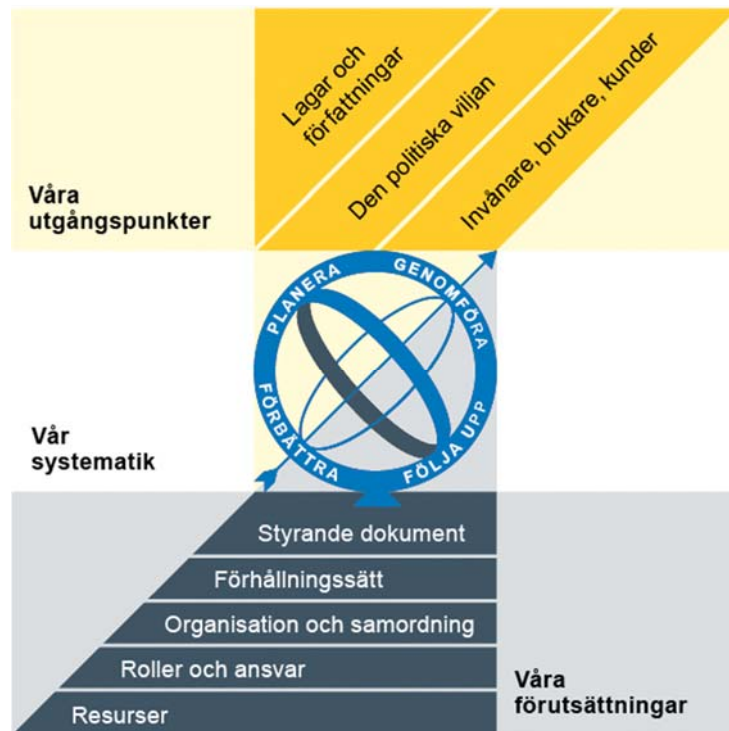 Lagar och
författningar
Den politiska viljan
Invånare, brukare, kunder
Våra
utgångspunkter
PLANERA
GENOMFÖRA
FÖLJA UPP
FÖRBÄTTRA
Vår
systematik
Styrande dokument
Förhållningssätt
Organisation och samordning
Roller och ansvar
Resurser
Våra
förutsättningar